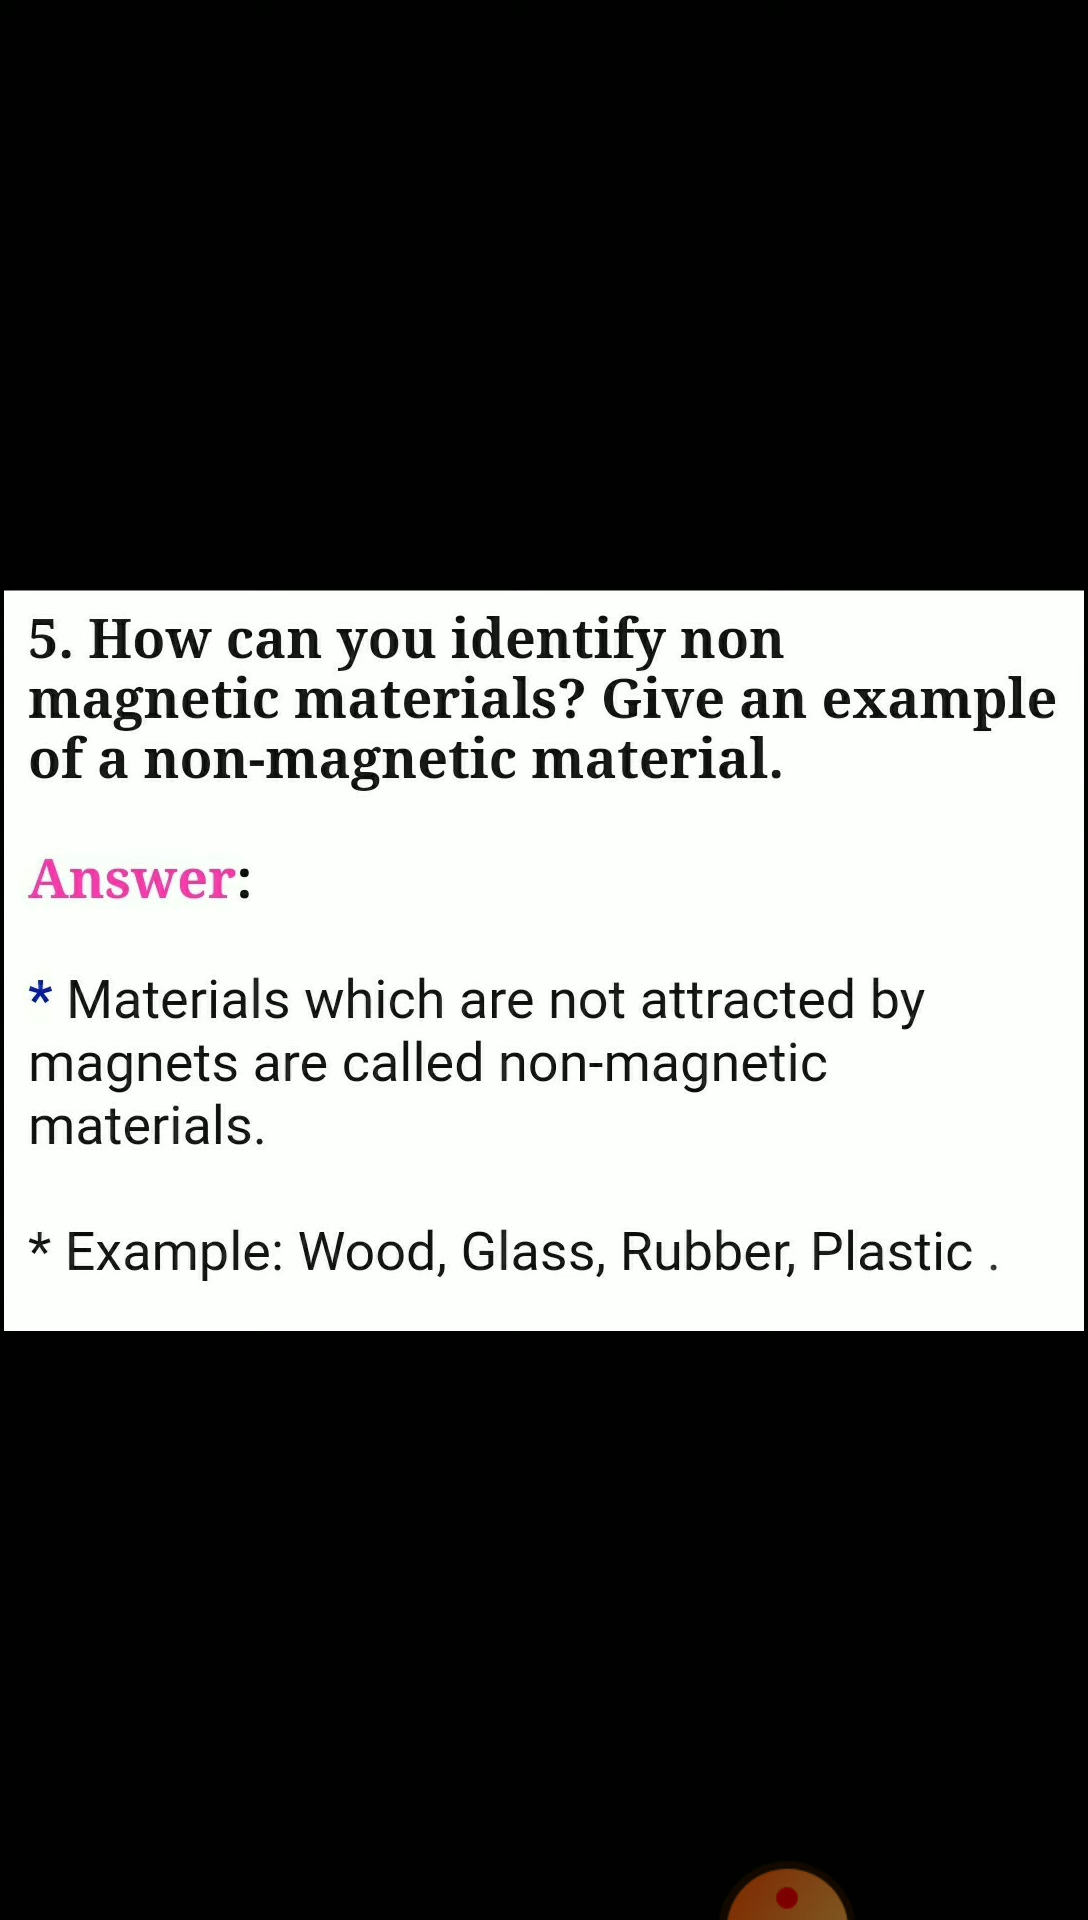 5. How can you identify non
magnetic materials? Give an example
of a non-magnetic material.
Answer:
* Materials which are not attracted by
magnets are called non-magnetic
materials.
* Example: Wood, Glass, Rubber, Plastic .